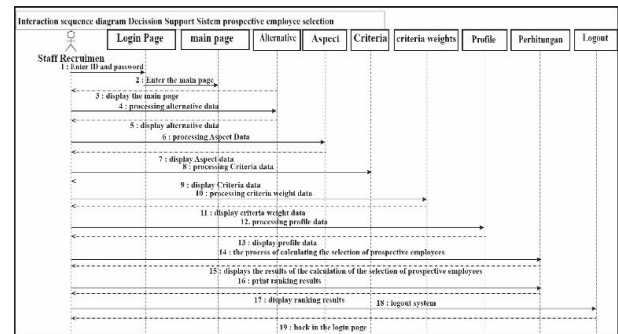 Interaction sequence diagram Decission Support Sistem prospective employee selection
Login Page
main page
Alternative
Aspect
Criteria
criteria weights
Profile
Perhitungan
Logout
Staff Recruimen
1 : Enter ID and password
2 : Enter the main page
3 : display the main page
4 : processing alternative data
5 : display alternative data
6 : processing Aspect Data
7 : display Aspect data
8 : processing Criteria data
9 : display Criteria data
10 : processing criteria weight data
11 : display criteria weight data
12. processing profile data
13 : display profile data
14 : the process of calculating the selection of prospective employees
15 : displays the results of the calculation of the selection of prospective employees
16 : print ranking results
17 : display ranking results
18 : logout system
19 : back in the login page